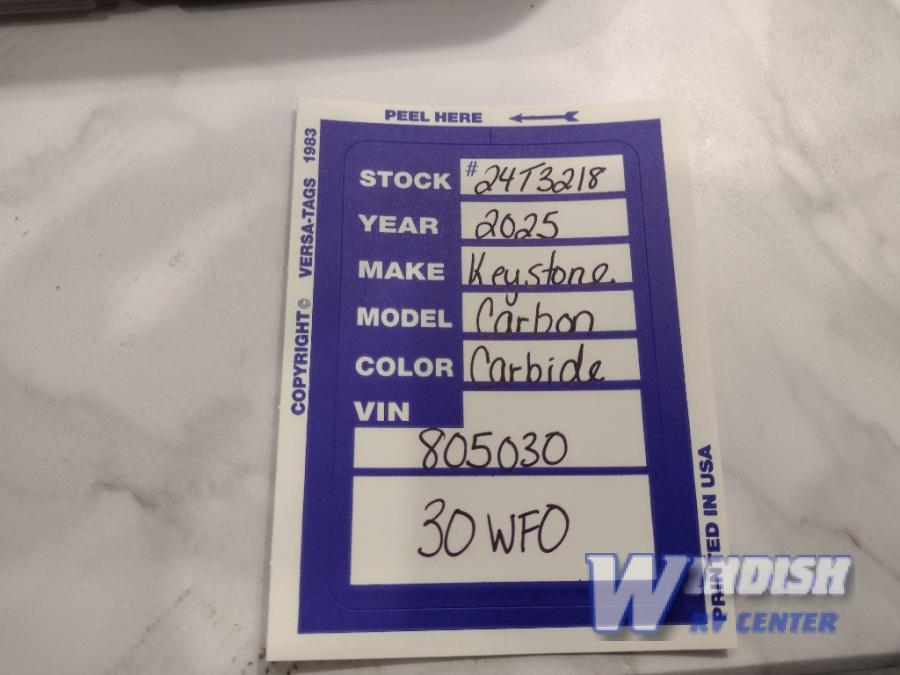 PEEL HERE
STOCK #24T3218
YEAR 2025
MAKE Keystone
MODEL Carbon
COLOR Carbide
VIN
805030
30 WFO
COPYRIGHT © VERSA-TAGS 1983
PRINTED IN USA
WINDISH
RV CENTER